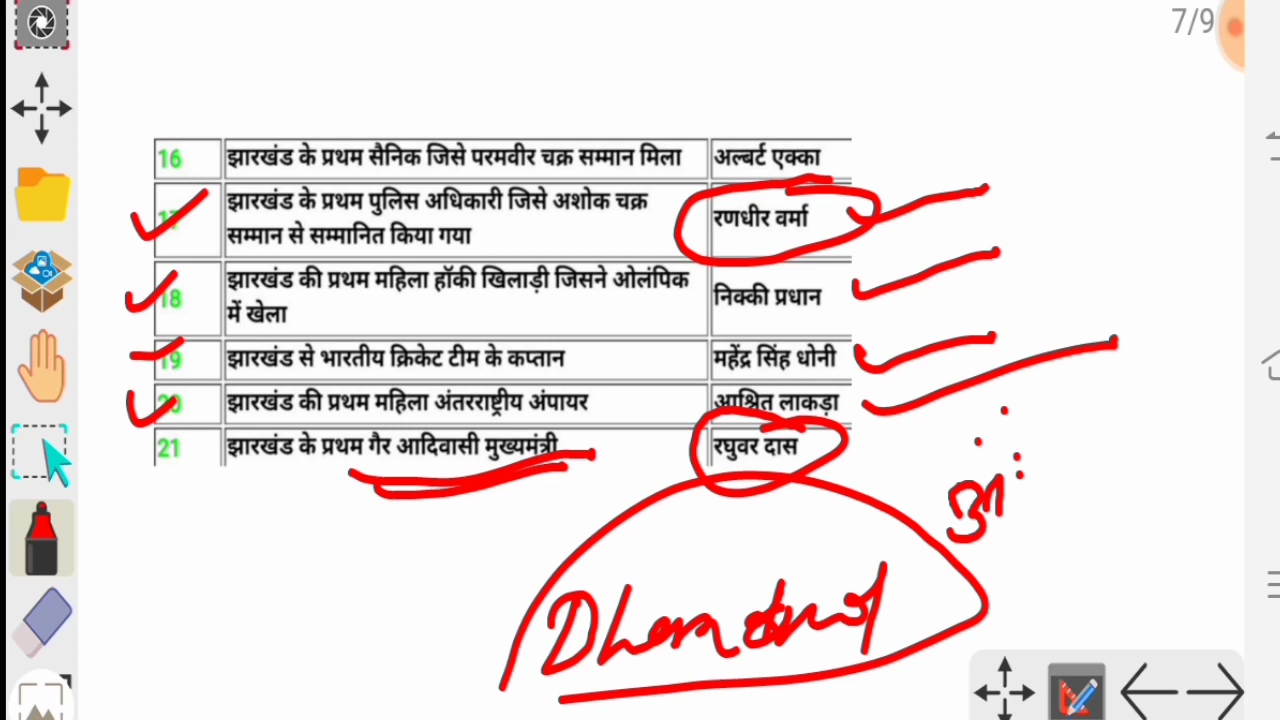 7/9
16 झारखंड के प्रथम सैनिक जिसे परमवीर चक्र सम्मान मिला अल्बर्ट एक्का
17 झारखंड के प्रथम पुलिस अधिकारी जिसे अशोक चक्र
सम्मान से सम्मानित किया गया रणधीर वर्मा
18 झारखंड की प्रथम महिला हॉकी खिलाड़ी जिसने ओलंपिक
में खेला निक्की प्रधान
19 झारखंड से भारतीय क्रिकेट टीम के कप्तान महेंद्र सिंह धोनी
20 झारखंड की प्रथम महिला अंतरराष्ट्रीय अंपायर आश्रित लाकड़ा
21 झारखंड के प्रथम गैर आदिवासी मुख्यमंत्री रघुवर दास